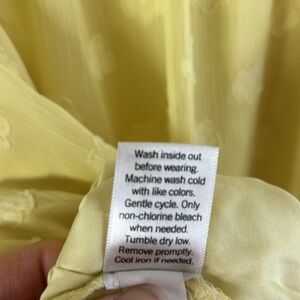 Wash inside out
before wearing.
Machine wash cold
with like colors.
Gentle cycle. Only
non-chlorine bleach
when needed.
Tumble dry low.
Remove promptly.
Cool iron if needed.